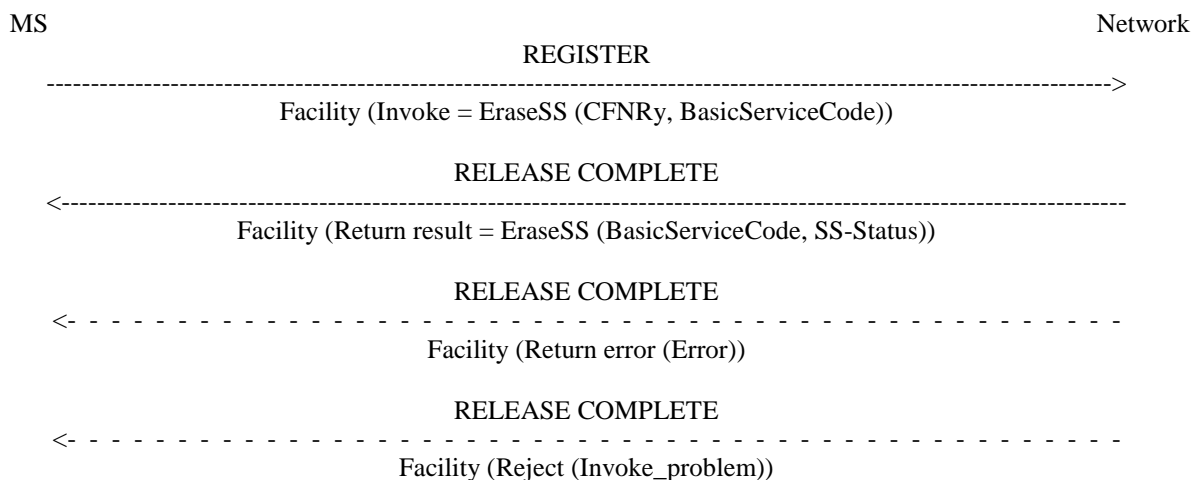 MS Network
REGISTER
Facility (Invoke = EraseSS (CFNRy, BasicServiceCode))
RELEASE COMPLETE
Facility (Return result = EraseSS (BasicServiceCode, SS-Status))
RELEASE COMPLETE
Facility (Return error (Error))
RELEASE COMPLETE
Facility (Reject (Invoke_problem))